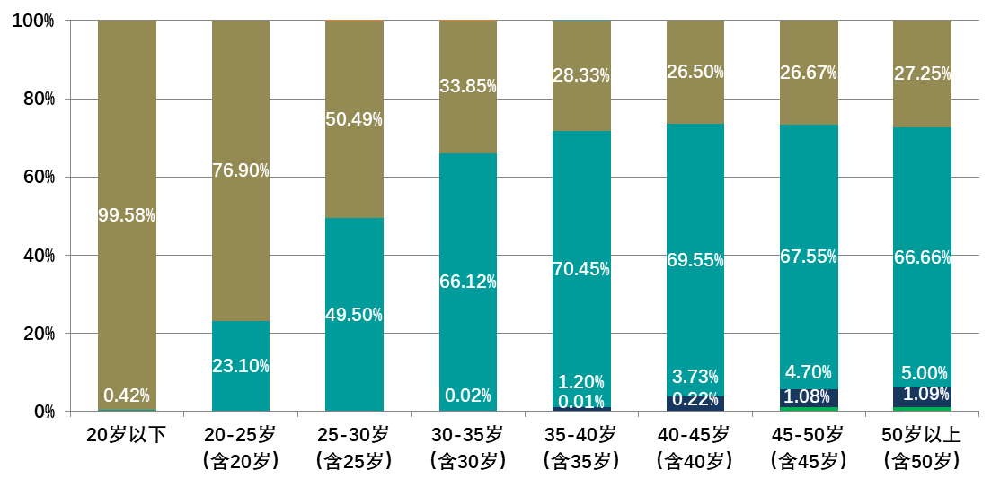 100%
80%
60%
40%
20%
0%
99.58%
0.42%
76.90%
23.10%
50.49%
49.50%
33.85%
66.12%
0.02%
28.33%
70.45%
1.20%
0.01%
26.50%
69.55%
3.73%
0.22%
26.67%
67.55%
4.70%
1.08%
27.25%
66.66%
5.00%
1.09%
20岁以下
20-25岁
(含20岁)
25-30岁
(含25岁)
30-35岁
(含30岁)
35-40岁
(含35岁)
40-45岁
(含40岁)
45-50岁
(含45岁)
50岁以上
(含50岁)